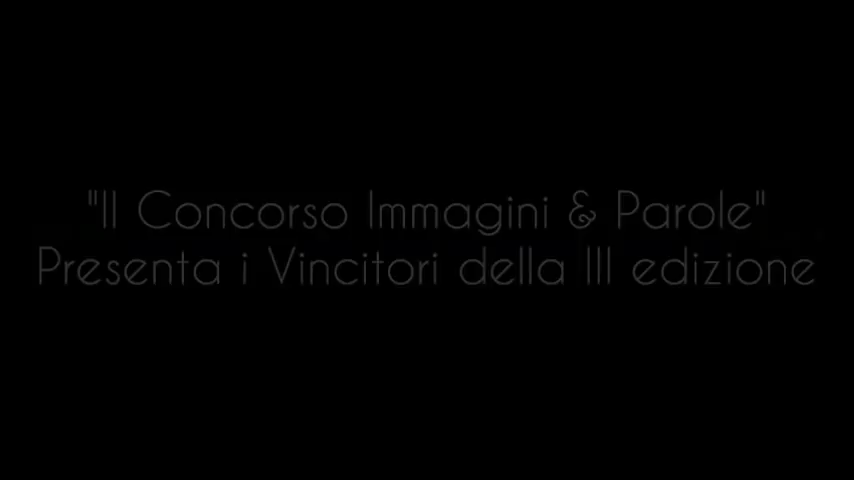 "Il Concorso Immagini & Parole"
Presenta i Vincitori della III edizione